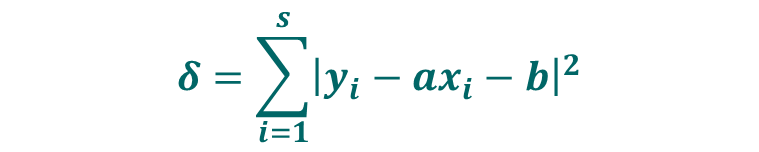 δ = ∑_{i=1}^{s} |y_i − ax_i − b|²